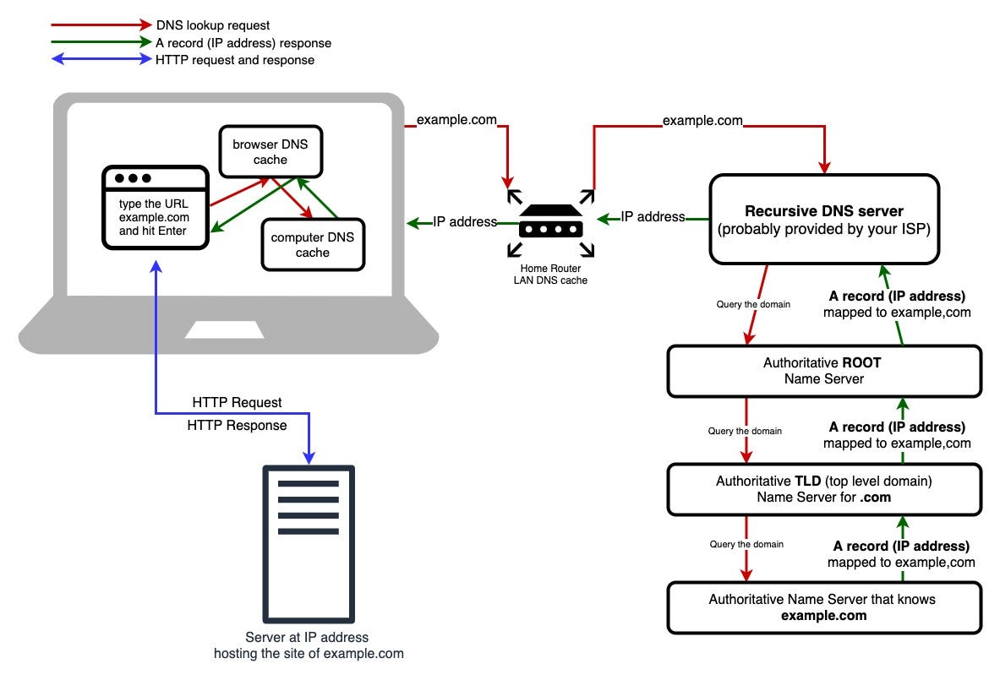 DNS lookup request
A record (IP address) response
HTTP request and response
browser DNS
cache
type the URL
example.com
and hit Enter
computer DNS
cache
example.com
IP address
Home Router
LAN DNS cache
example.com
IP address
Recursive DNS server
(probably provided by your ISP)
Query the domain
A record (IP address)
mapped to example,com
Authoritative ROOT
Name Server
Query the domain
A record (IP address)
mapped to example,com
Authoritative TLD (top level domain)
Name Server for .com
Query the domain
A record (IP address)
mapped to example,com
Authoritative Name Server that knows
example.com
HTTP Request
HTTP Response
Server at IP address
hosting the site of example.com